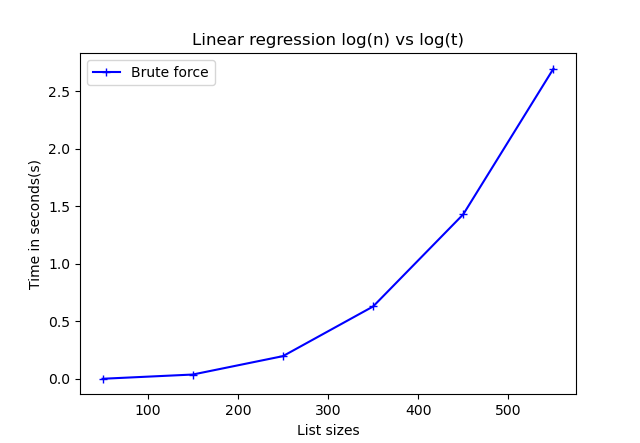 Linear regression log(n) vs log(t)
Brute force
Time in seconds(s)
2.5
2.0
1.5
1.0
0.5
0.0
100 200 300 400 500
List sizes